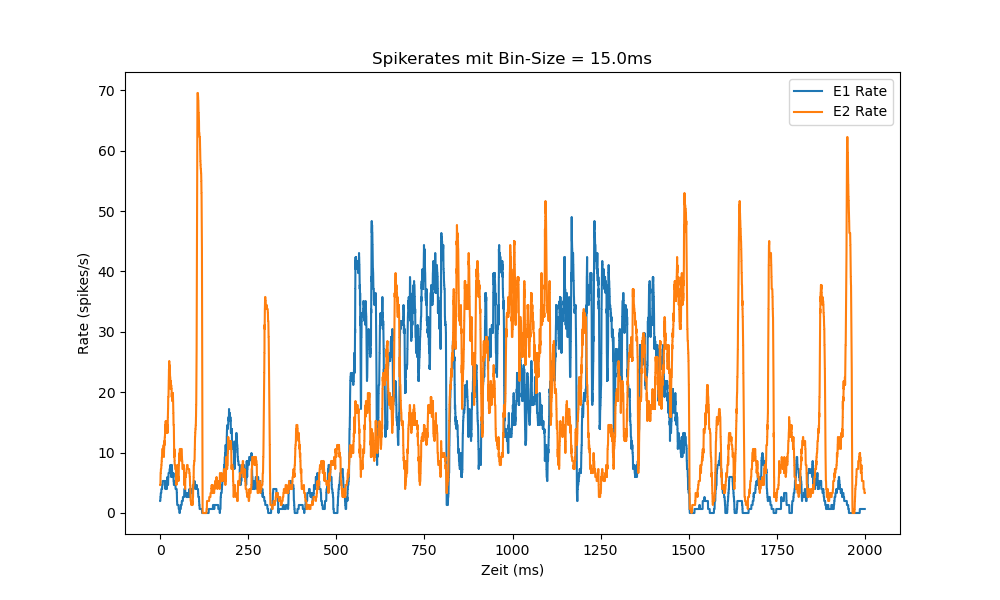 Spikerates mit Bin-Size = 15.0ms
E1 Rate
E2 Rate
70
60
50
40
30
20
10
0
Rate (spikes/s)
0 250 500 750 1000 1250 1500 1750 2000
Zeit (ms)